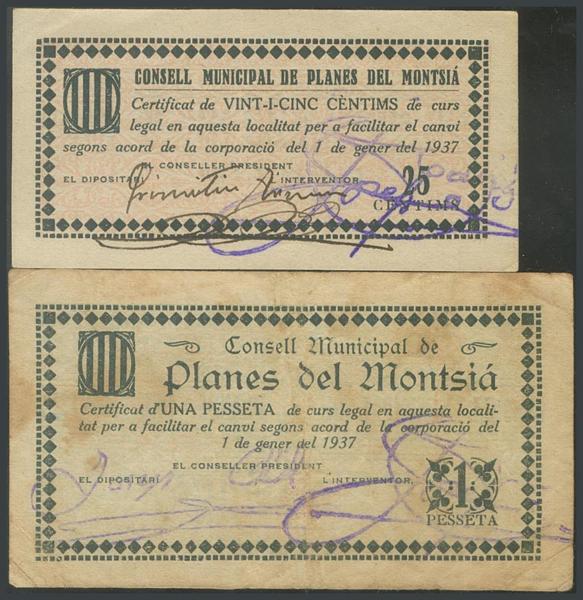 CONSELL MUNICIPAL DE PLANES DEL MONTSIÁ
Certificat de VINT-I-CINC CÈNTIMS de curs
legal en aquesta localitat per a facilitar el canvi
segons acord de la corporació del 1 de gener del 1937
EL CONSELLER PRESIDENT
EL DIPOSITARI L'INTERVENTOR, 25
CÈNTIMS
Consell Municipal de
Planes del Montsiá
Certificat d'UNA PESSETA de curs legal en aquesta locali-
tat per a facilitar el canvi segons acord de la corporació del
1 de gener del 1937
EL CONSELLER PRESIDENT
EL DIPOSITARI L'INTERVENTOR,
1
PESSETA